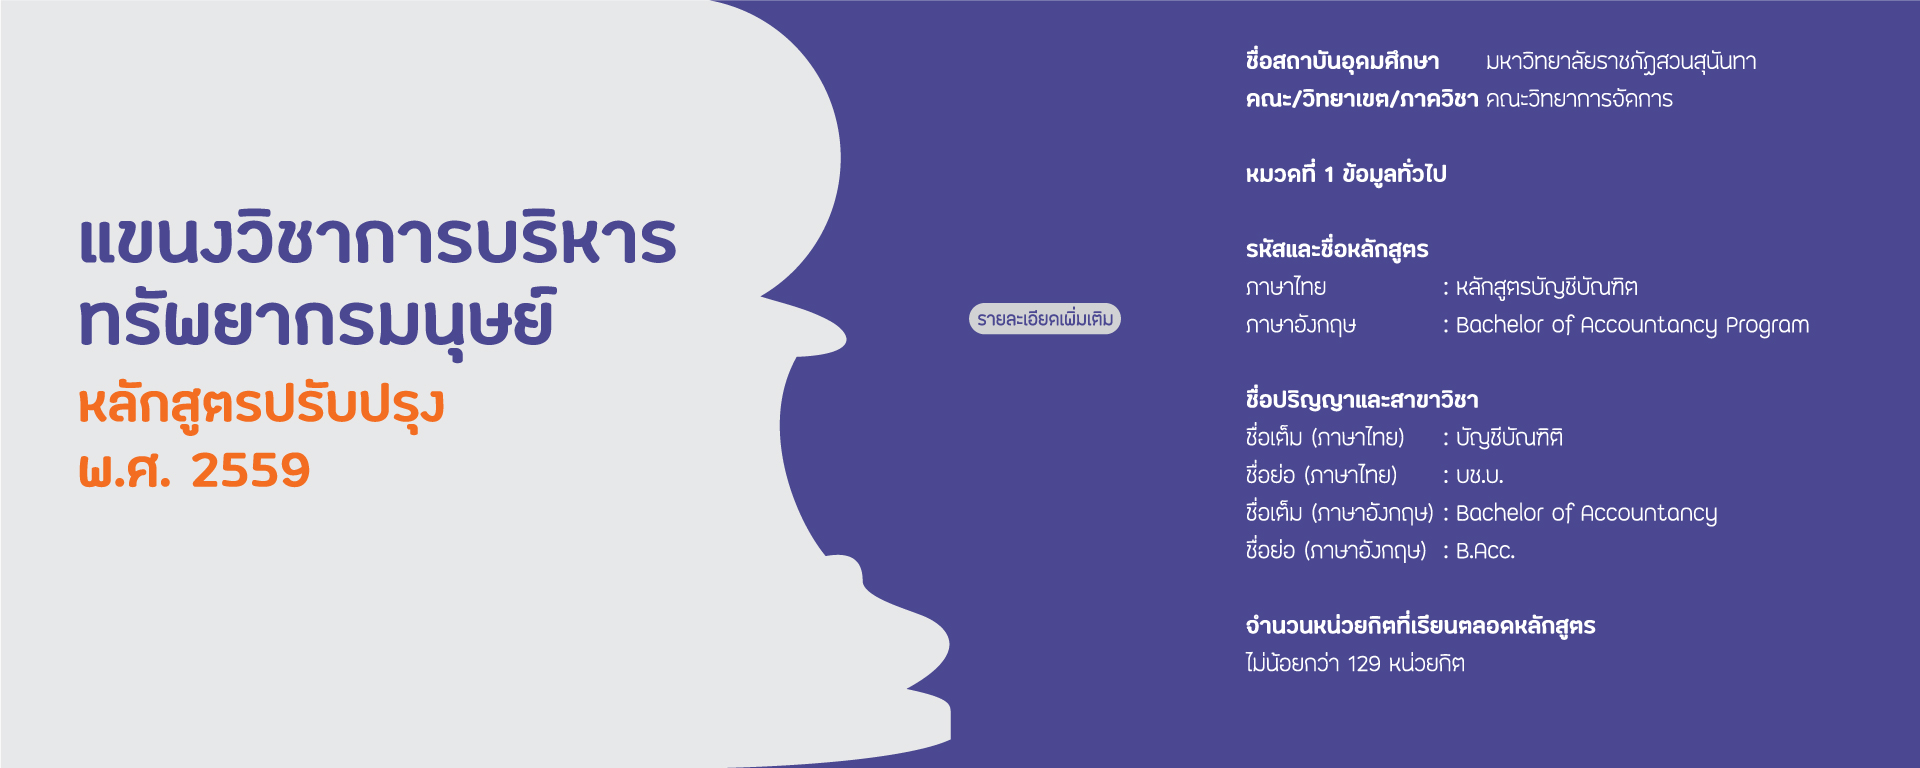 แขนงวิชาการบริหาร
ทรัพยากรมนุษย์
หลักสูตรปรับปรุง
พ.ศ. 2559
รายละเอียดเพิ่มเติม
ชื่อสถาบันอุดมศึกษา มหาวิทยาลัยราชภัฏสวนสุนันทา
คณะ/วิทยาเขต/ภาควิชา คณะวิทยาการจัดการ
หมวดที่ 1 ข้อมูลทั่วไป
รหัสและชื่อหลักสูตร
ภาษาไทย : หลักสูตรบัญชีบัณฑิต
ภาษาอังกฤษ : Bachelor of Accountancy Program
ชื่อปริญญาและสาขาวิชา
ชื่อเต็ม (ภาษาไทย) : บัญชีบัณฑิติ
ชื่อย่อ (ภาษาไทย) : บช.บ.
ชื่อเต็ม (ภาษาอังกฤษ) : Bachelor of Accountancy
ชื่อย่อ (ภาษาอังกฤษ) : B.Acc.
จำนวนหน่วยกิตที่เรียนตลอดหลักสูตร
ไม่น้อยกว่า 129 หน่วยกิต